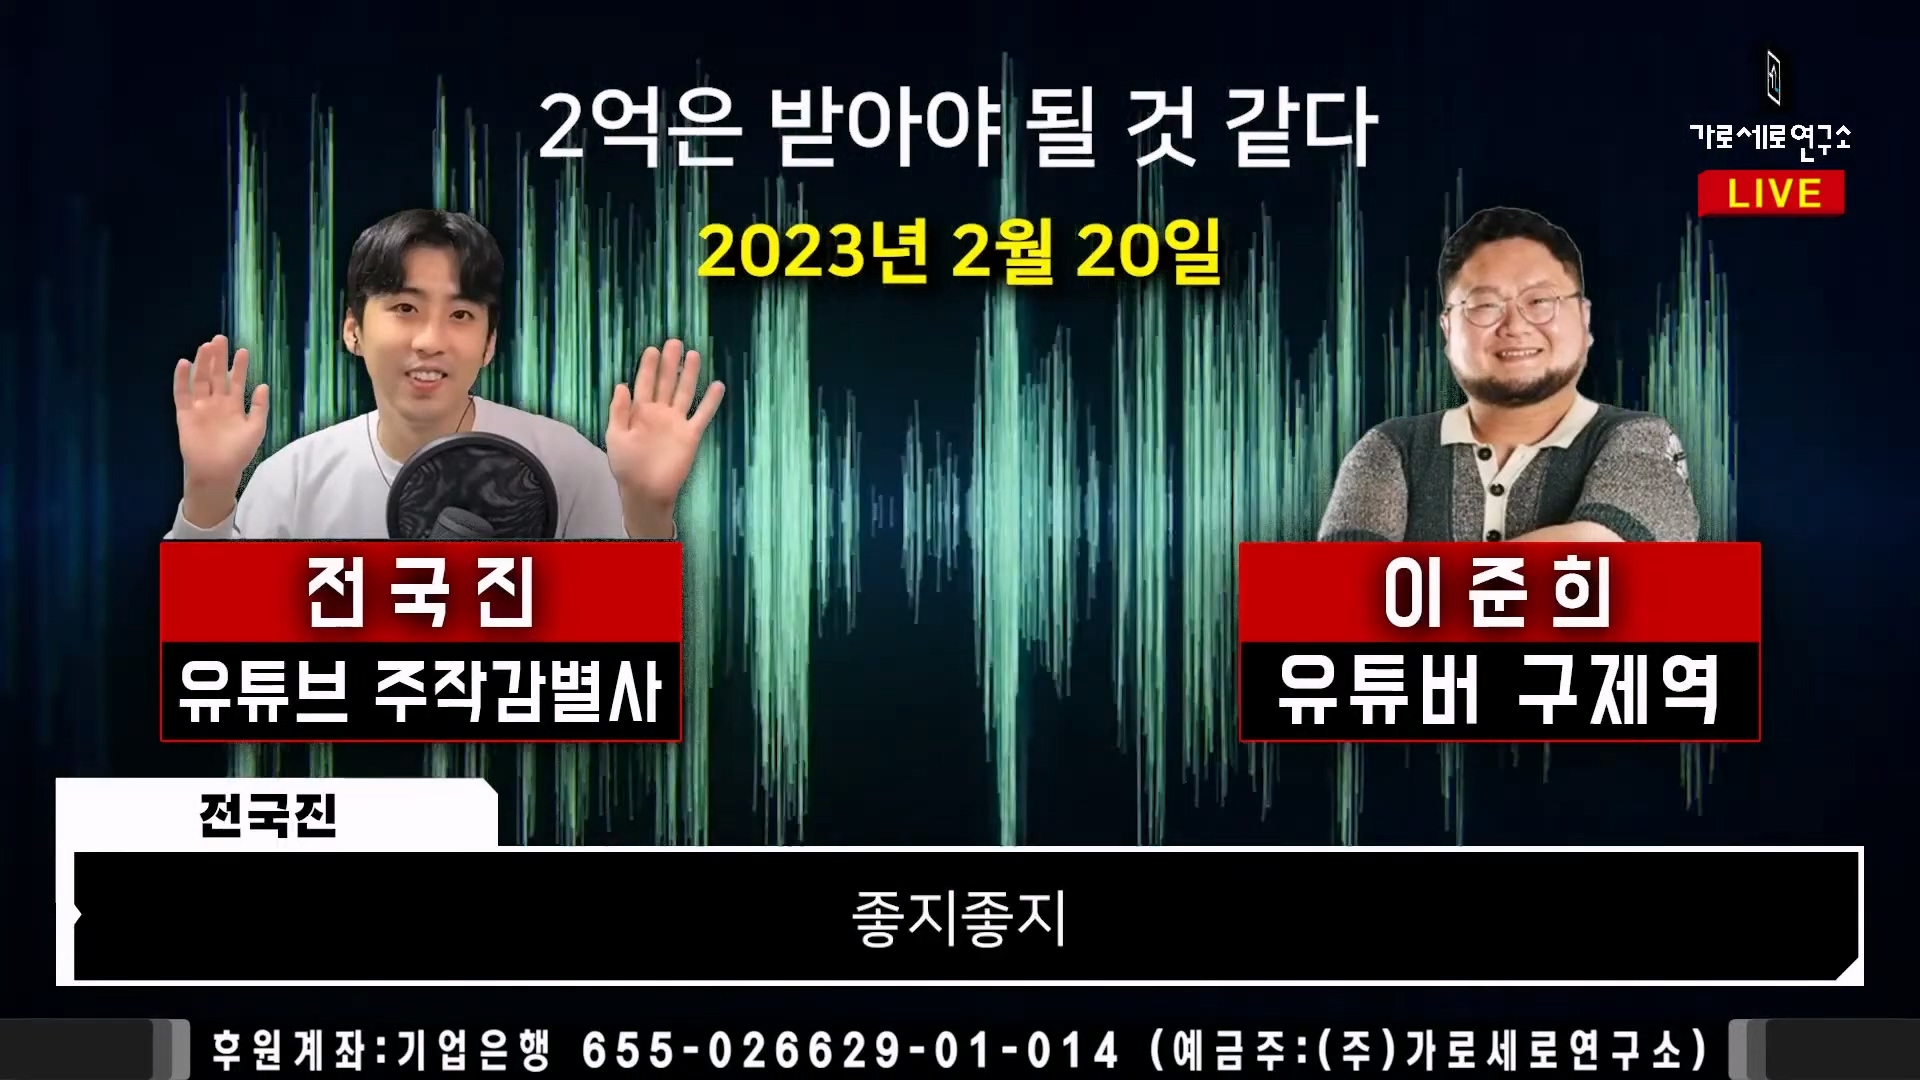 2억은 받아야 될 것 같다
가로세로연구소
LIVE
2023년 2월 20일
전국진
유튜브 주작감별사
이준희
유튜버 구제역
전국진
좋지좋지
후원계좌:기업은행 655-026629-01-014 (예금주:(주)가로세로연구소)